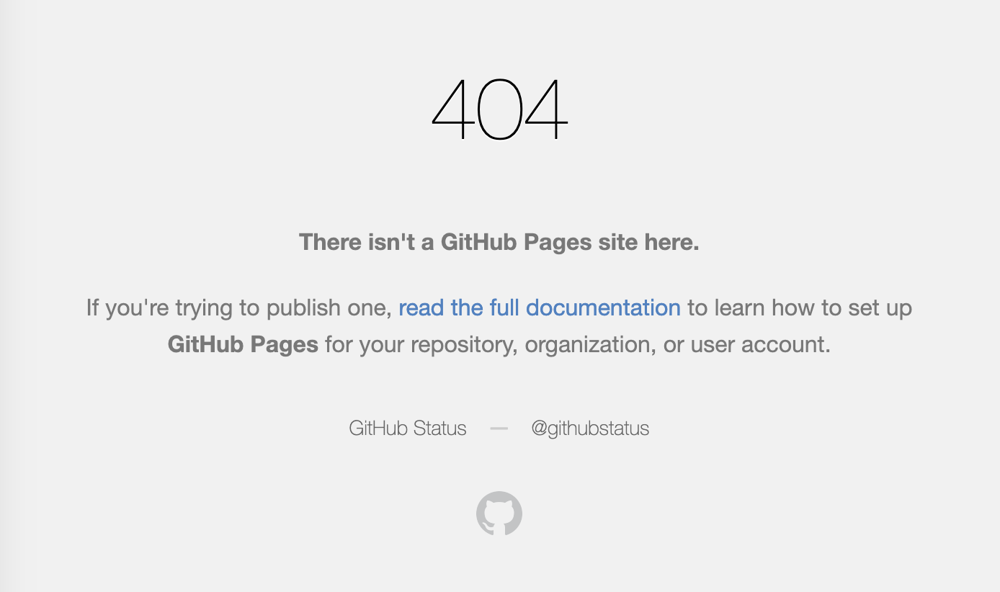 404
There isn't a GitHub Pages site here.
If you're trying to publish one, read the full documentation to learn how to set up
GitHub Pages for your repository, organization, or user account.
GitHub Status — @githubstatus